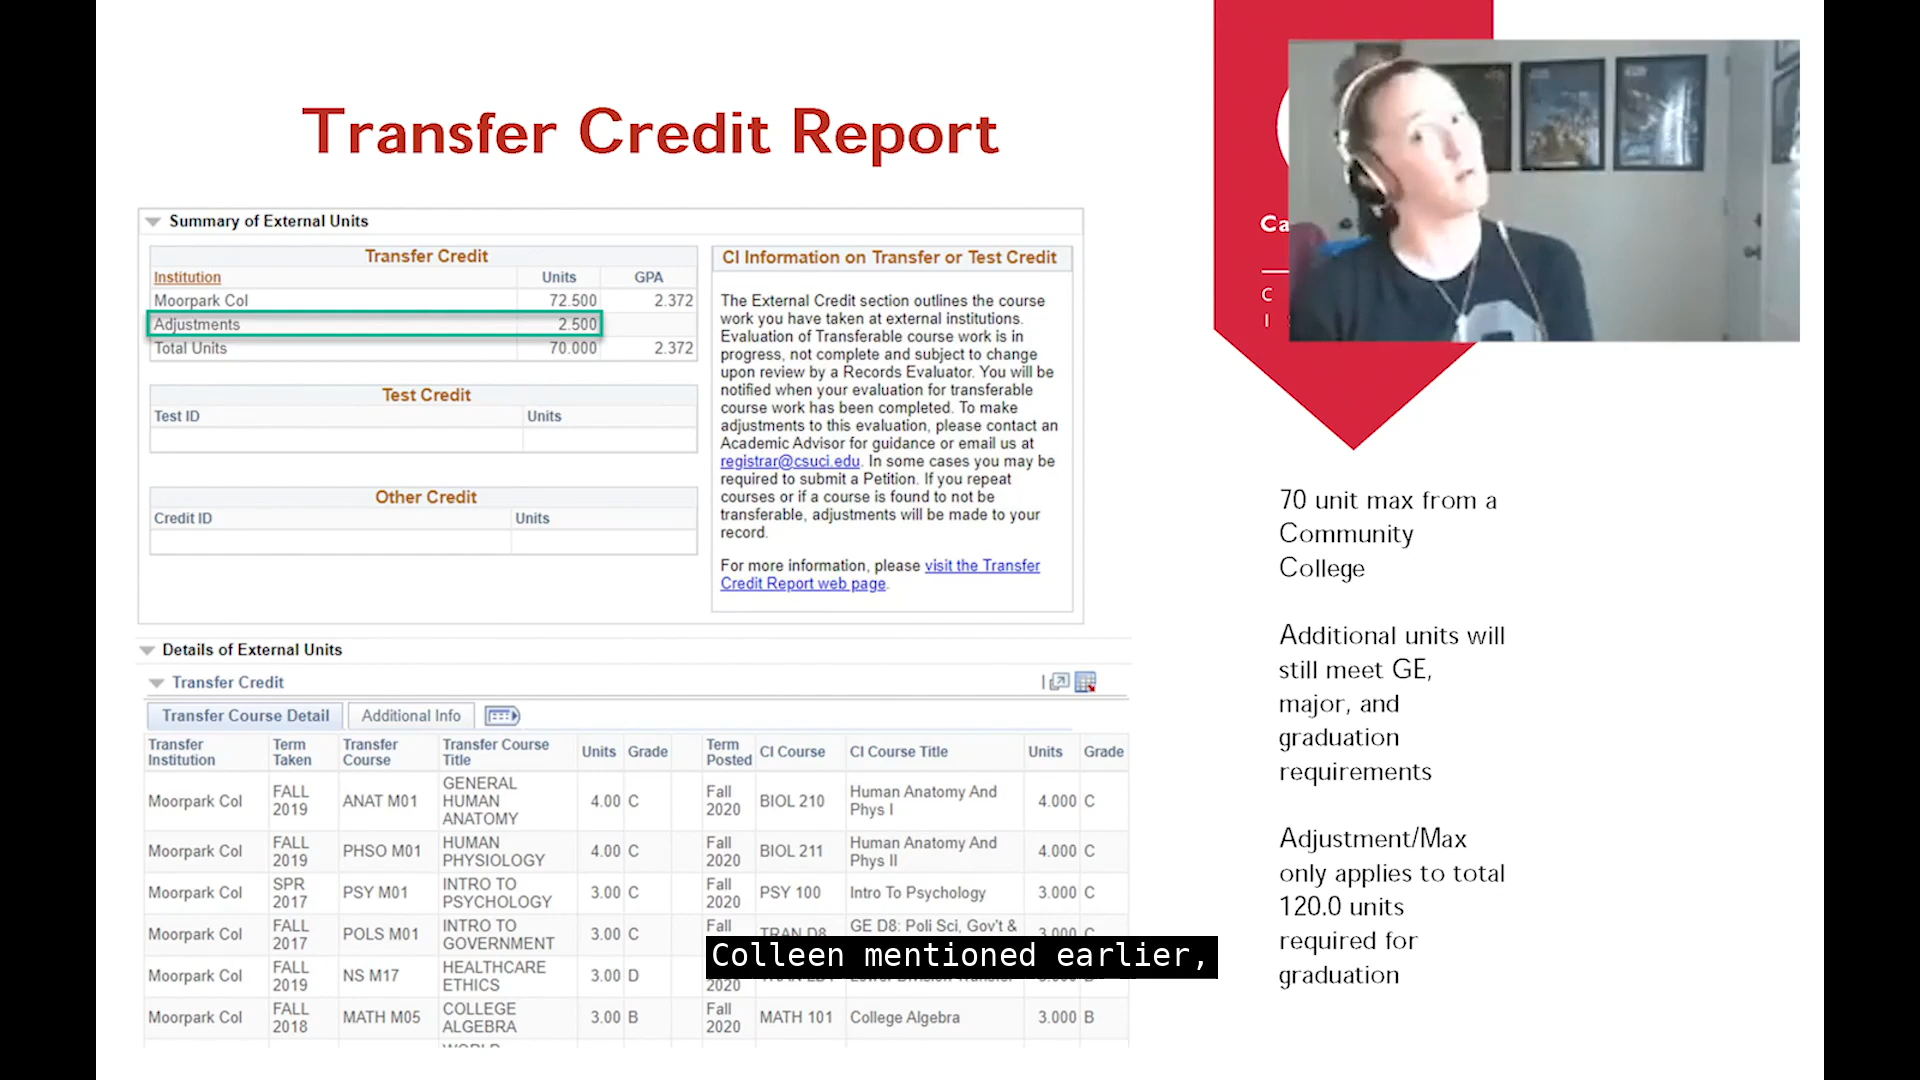 Transfer Credit Report
Summary of External Units
Transfer Credit
Institution Units GPA
Moorpark Col 72.500 2.372
Adjustments 2.500
Total Units 70.000 2.372
Test Credit
Test ID Units
Other Credit
Credit ID Units
CI Information on Transfer or Test Credit
The External Credit section outlines the course
work you have taken at external institutions.
Evaluation of Transferable course work is in
progress, not complete and subject to change
upon review by a Records Evaluator. You will be
notified when your evaluation for transferable
course work has been completed. To make
adjustments to this evaluation, please contact an
Academic Advisor for guidance or email us at
registrar@csuci.edu. In some cases you may be
required to submit a Petition. If you repeat
courses or if a course is found to not be
transferable, adjustments will be made to your
record.
For more information, please visit the Transfer
Credit Report web page.
Details of External Units
Transfer Credit
Transfer Course Detail Additional Info
Transfer Institution Term Taken Transfer Course Transfer Course Title Units Grade Term Posted CI Course CI Course Title Units Grade
Moorpark Col FALL 2019 ANAT M01 GENERAL HUMAN ANATOMY 4.00 C Fall 2020 BIOL 210 Human Anatomy And Phys I 4.000 C
Moorpark Col FALL 2019 PHSO M01 HUMAN PHYSIOLOGY 4.00 C Fall 2020 BIOL 211 Human Anatomy And Phys II 4.000 C
Moorpark Col SPR 2017 PSY M01 INTRO TO PSYCHOLOGY 3.00 C Fall 2020 PSY 100 Intro To Psychology 3.000 C
Moorpark Col FALL 2017 POLS M01 INTRO TO GOVERNMENT 3.00 C Fall TRAN D8 GE D8: Poli Sci, Gov't & 3.000 C
Moorpark Col FALL 2019 NS M17 HEALTHCARE ETHICS 3.00 D 2020
Moorpark Col FALL 2018 MATH M05 COLLEGE ALGEBRA 3.00 B Fall 2020 MATH 101 College Algebra 3.000 B
Ca
C
I
70 unit max from a
Community
College
Additional units will
still meet GE,
major, and
graduation
requirements
Adjustment/Max
only applies to total
120.0 units
required for
graduation
Colleen mentioned earlier,